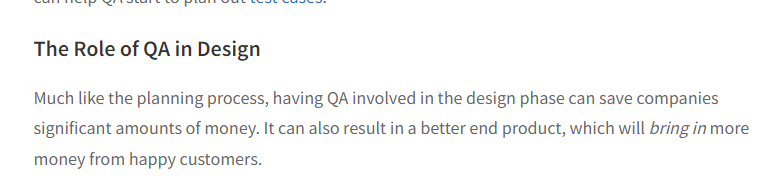 can help QA start to plan out test cases.
The Role of QA in Design
Much like the planning process, having QA involved in the design phase can save companies
significant amounts of money. It can also result in a better end product, which will bring in more
money from happy customers.